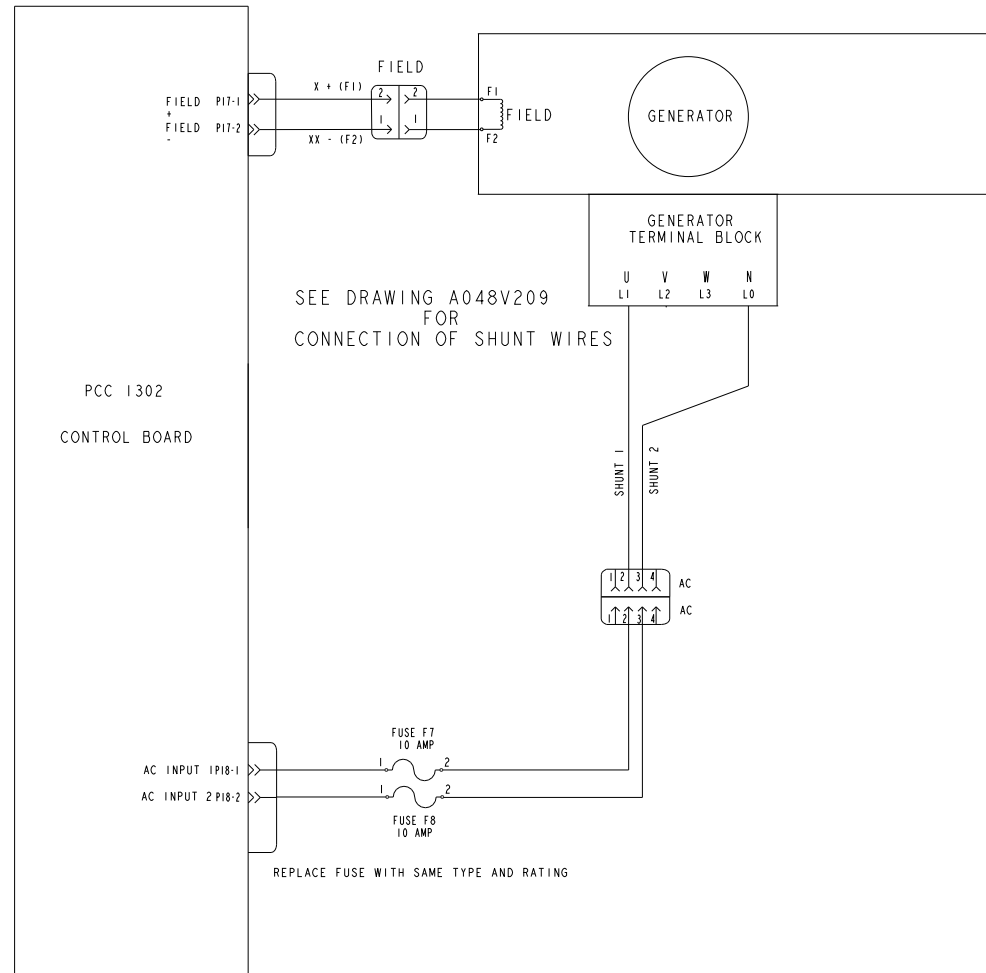 FIELD
X + (F1)
FIELD P17-1
+
FIELD P17-2
-
XX - (F2)
2 2
1 1
F1
FIELD
F2
GENERATOR
GENERATOR
TERMINAL BLOCK
U V W N
L1 L2 L3 L0
SEE DRAWING A048V209
FOR
CONNECTION OF SHUNT WIRES
PCC 1302
CONTROL BOARD
SHUNT 1
SHUNT 2
1 2 3 4 AC
1 2 3 4 AC
FUSE F7
10 AMP
AC INPUT 1 P18-1
1 2
AC INPUT 2 P18-2
1 2
FUSE F8
10 AMP
REPLACE FUSE WITH SAME TYPE AND RATING